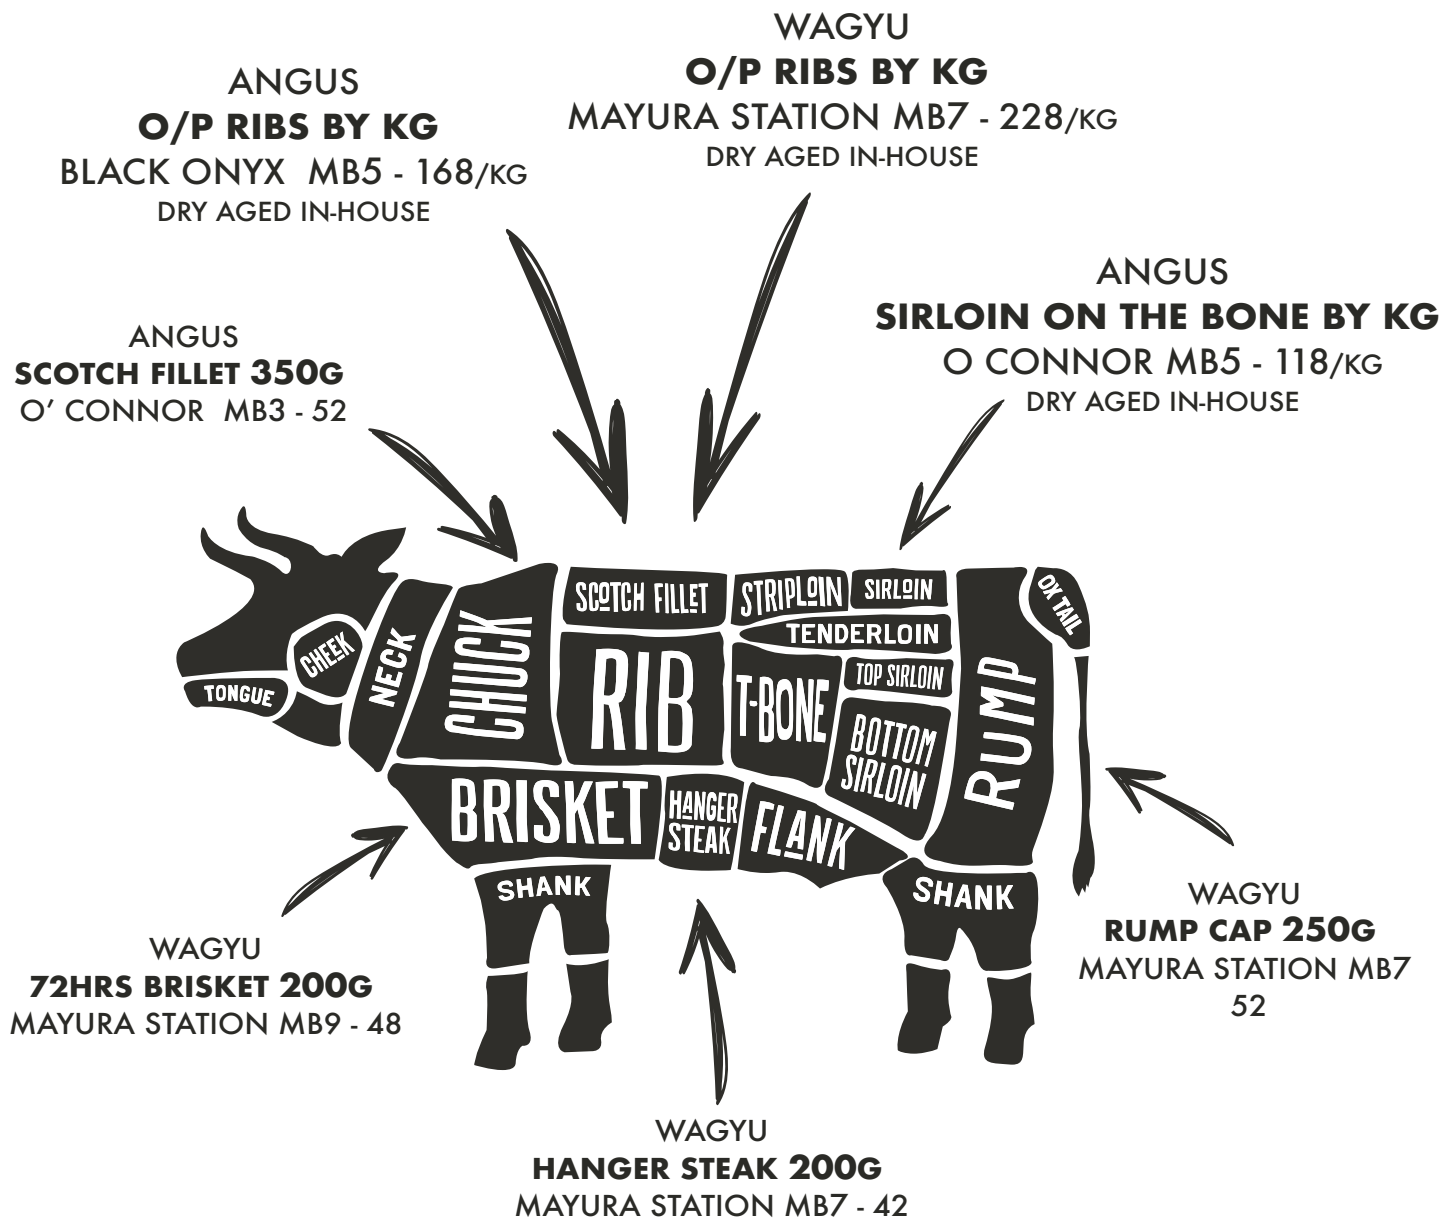 WAGYU
O/P RIBS BY KG
MAYURA STATION MB7 - 228/KG
DRY AGED IN-HOUSE
ANGUS
O/P RIBS BY KG
BLACK ONYX MB5 - 168/KG
DRY AGED IN-HOUSE
ANGUS
SIRLOIN ON THE BONE BY KG
O CONNOR MB5 - 118/KG
DRY AGED IN-HOUSE
ANGUS
SCOTCH FILLET 350G
O' CONNOR MB3 - 52
TONGUE
CHEEK
NECK
CHUCK
SCOTCH FILLET
RIB
STRIPLOIN
SIRLOIN
TENDERLOIN
T-BONE
TOP SIRLOIN
BOTTOM
SIRLOIN
RUMP
OX TAIL
BRISKET
HANGER
STEAK
FLANK
SHANK
SHANK
WAGYU
RUMP CAP 250G
MAYURA STATION MB7
52
WAGYU
72HRS BRISKET 200G
MAYURA STATION MB9 - 48
WAGYU
HANGER STEAK 200G
MAYURA STATION MB7 - 42